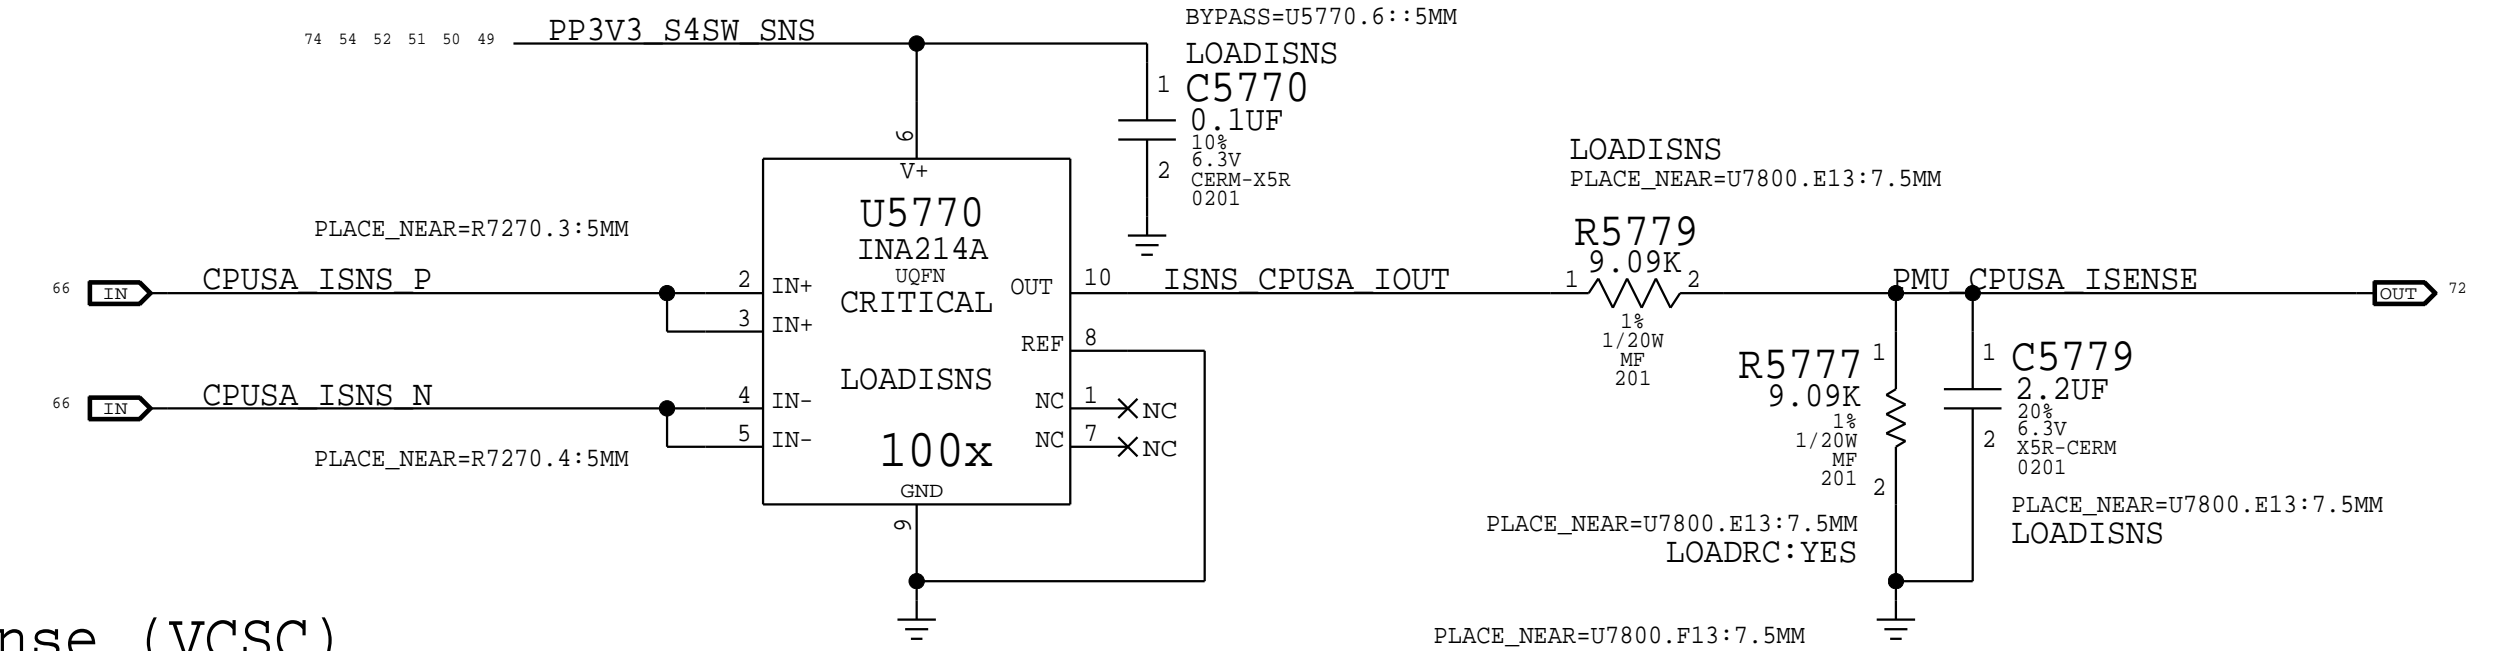 BYPASS=U5770.6::5MM
74 54 52 51 50 49
PP3V3_S4SW_SNS
LOADISNS
1
C5770
0.1UF
10%
6.3V
CERM-X5R
0201
2
6
V+
LOADISNS
PLACE_NEAR=U7800.E13:7.5MM
PLACE_NEAR=R7270.3:5MM
U5770
INA214A
UQFN
CRITICAL
R5779
9.09K
66
IN
CPUSA_ISNS_P
2
IN+
OUT
10
ISNS_CPUSA_IOUT
1
2
PMU_CPUSA_ISENSE
OUT
72
3
IN+
1%
1/20W
MF
201
REF
8
LOADISNS
R5777
1
9.09K
1%
1/20W
MF
201
2
1
C5779
2.2UF
20%
6.3V
X5R-CERM
0201
2
66
IN
CPUSA_ISNS_N
4
IN-
NC
1
NC
5
IN-
NC
7
NC
PLACE_NEAR=R7270.4:5MM
100x
GND
9
PLACE_NEAR=U7800.E13:7.5MM
LOADISNS
PLACE_NEAR=U7800.E13:7.5MM
LOADRC:YES
nse (VCSC)
PLACE_NEAR=U7800.F13:7.5MM